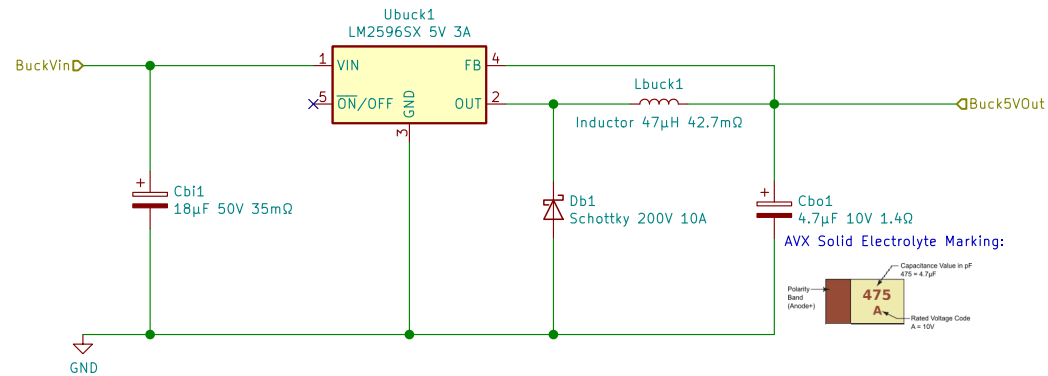 Ubuck1
LM2596SX 5V 3A
BuckVin
1
VIN
FB
4
5
ON/OFF
GND
OUT
2
3
Lbuck1
Inductor 47µH 42.7mΩ
Buck5VOut
Cbi1
18µF 50V 35mΩ
Db1
Schottky 200V 10A
Cbo1
4.7µF 10V 1.4Ω
AVX Solid Electrolyte Marking:
Capacitance Value in pF
475 = 4.7µF
Polarity
Band
(Anode+)
475
A
Rated Voltage Code
A = 10V
GND